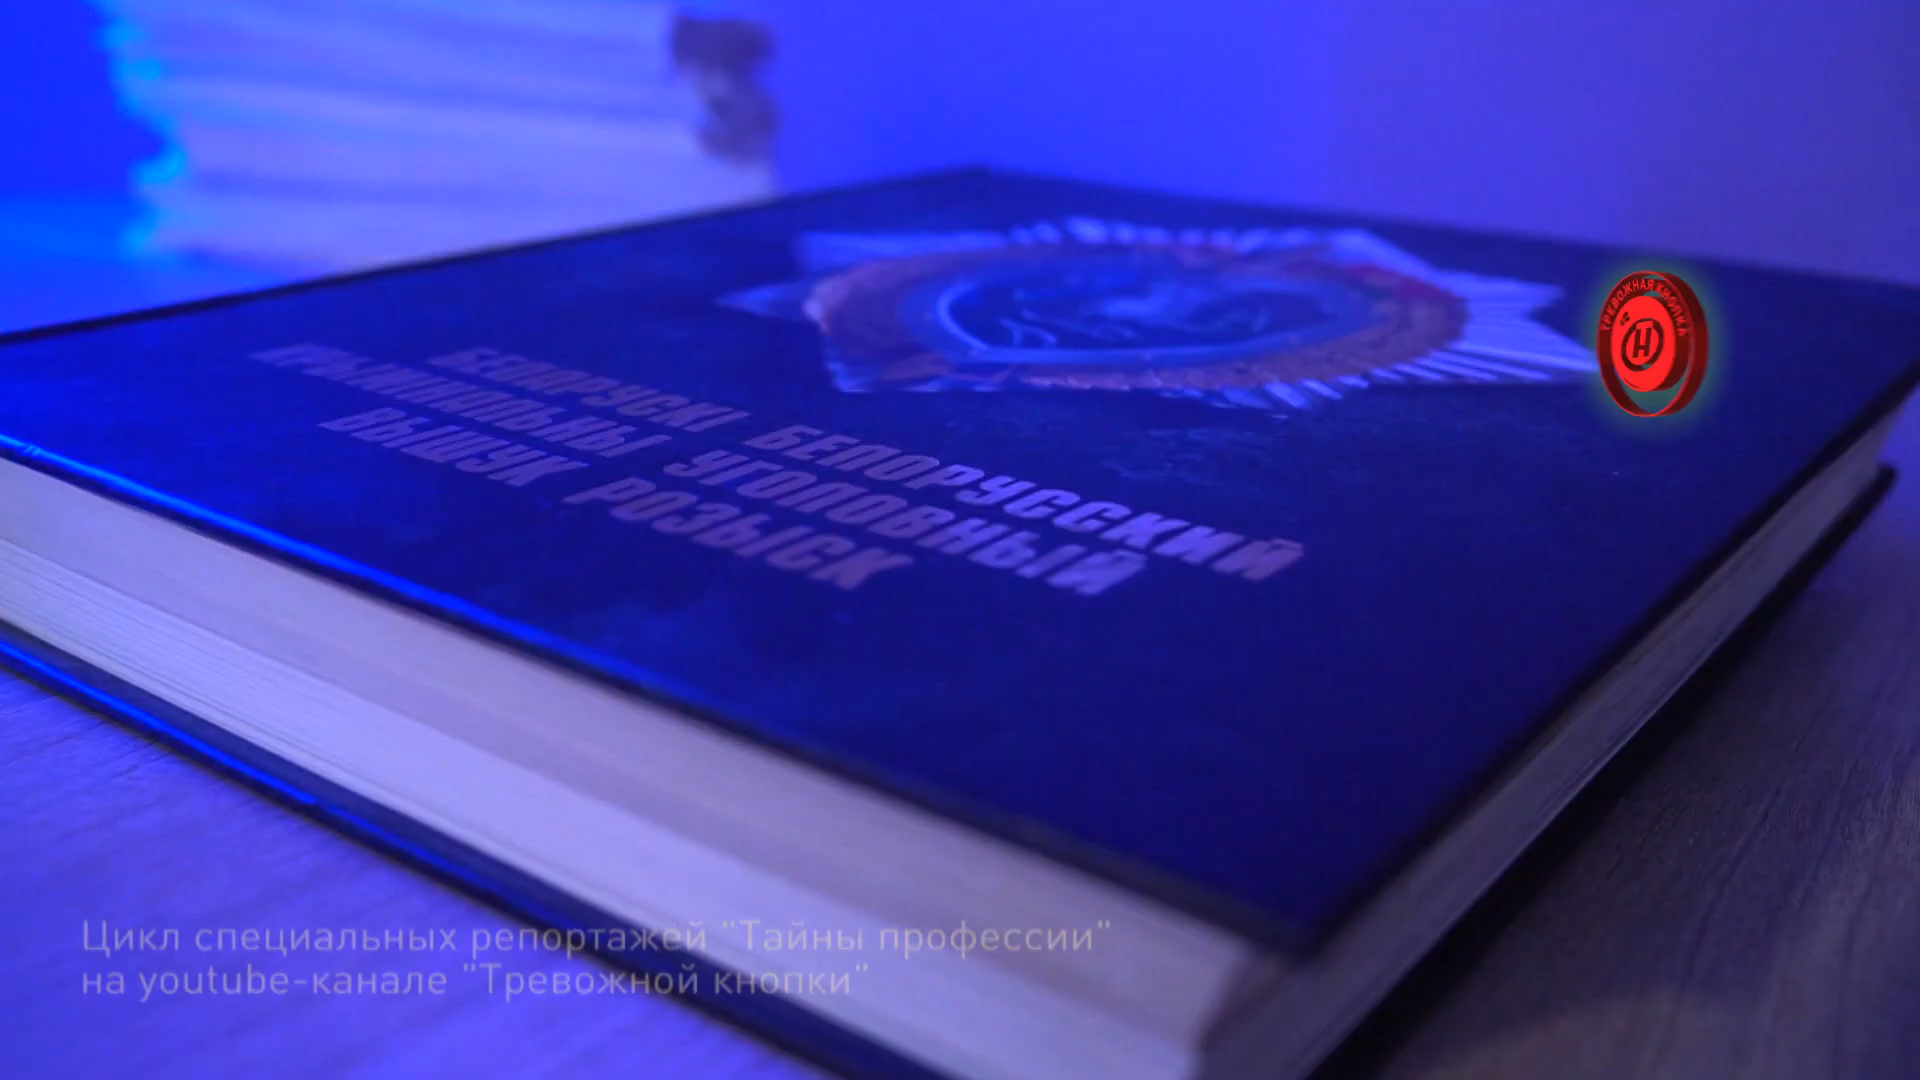 ТРЕВОЖНАЯ КНОПКА
БЕЛАРУСКІ БЕЛОРУССКИЙ
КРЫМІНАЛЬНЫ УГОЛОВНЫЙ
ВЫШУК РОЗЫСК
Цикл специальных репортажей "Тайны профессии"
на youtube-канале "Тревожной кнопки"